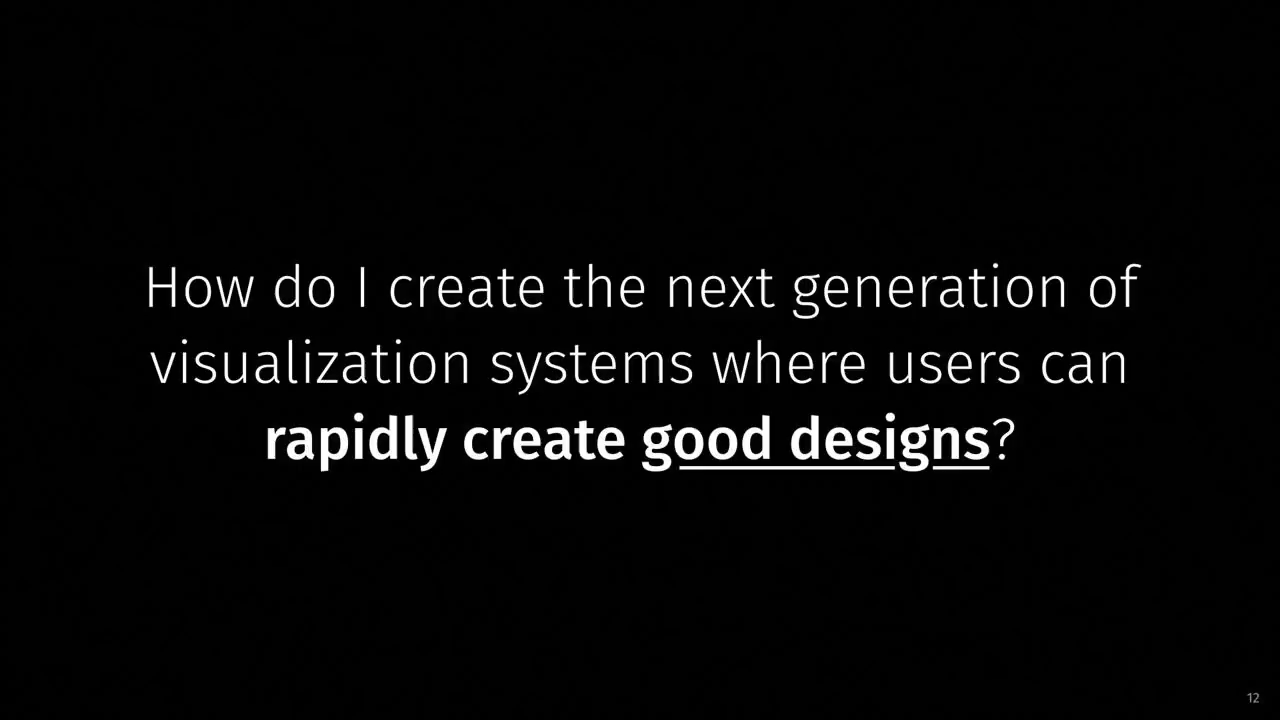 How do I create the next generation of
visualization systems where users can
rapidly create good designs?
12